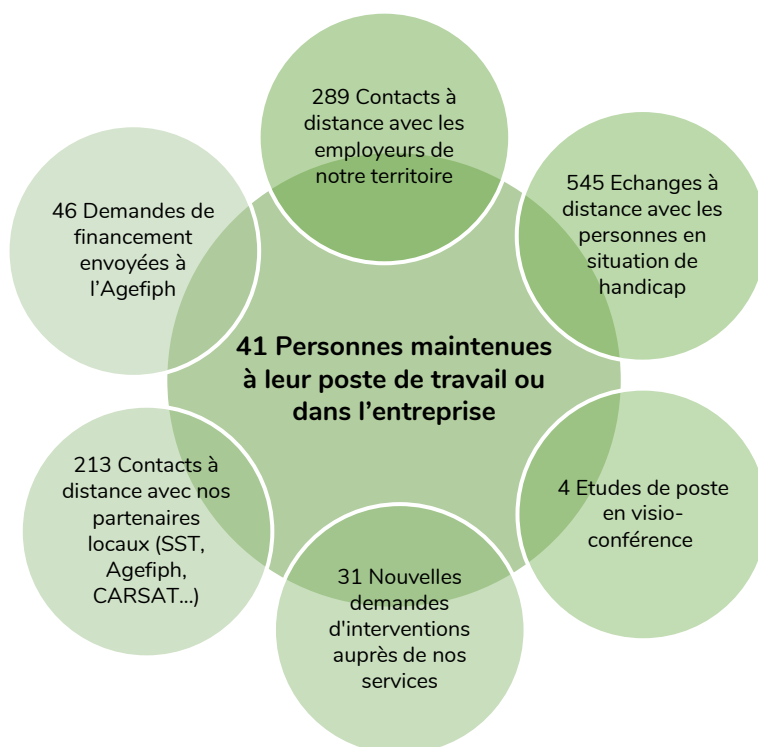 289 Contacts à
distance avec les
employeurs de
notre territoire
545 Echanges à
distance avec les
personnes en
situation de
handicap
46 Demandes de
financement
envoyées à
l’Agefiph
41 Personnes maintenues
à leur poste de travail ou
dans l’entreprise
213 Contacts à
distance avec nos
partenaires
locaux (SST,
Agefiph,
CARSAT...)
4 Etudes de poste
en visio-
conférence
31 Nouvelles
demandes
d'interventions
auprès de nos
services